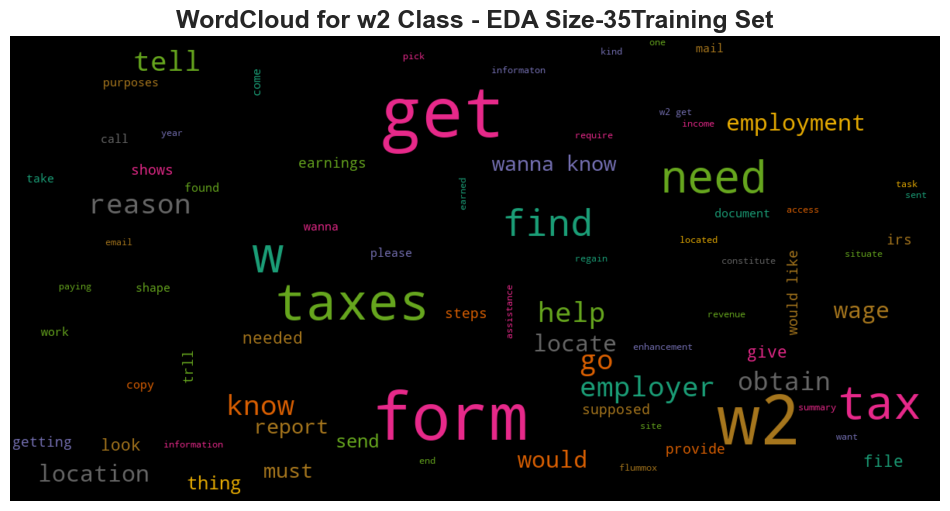 WordCloud for w2 Class - EDA Size-35Training Set
one
kind
mail
pick
tell
come
informaton
purposes
get
w2 get
income
employment
call
year
require
earnings
wanna know
shows
need
take
found
earned
task
sent
reason
document
access
find
wanna
email
located
irs
w
please
regain
constitute
situate
would like
paying
shape
taxes
steps
assistance
help
revenue
wage
work
needed
locate
enhancement
trll
go
give
copy
employer
obtain
know
form
supposed
w2
summary
tax
report
site
getting
look
information
send
provide
want
location
thing
must
end
would
flummox
file